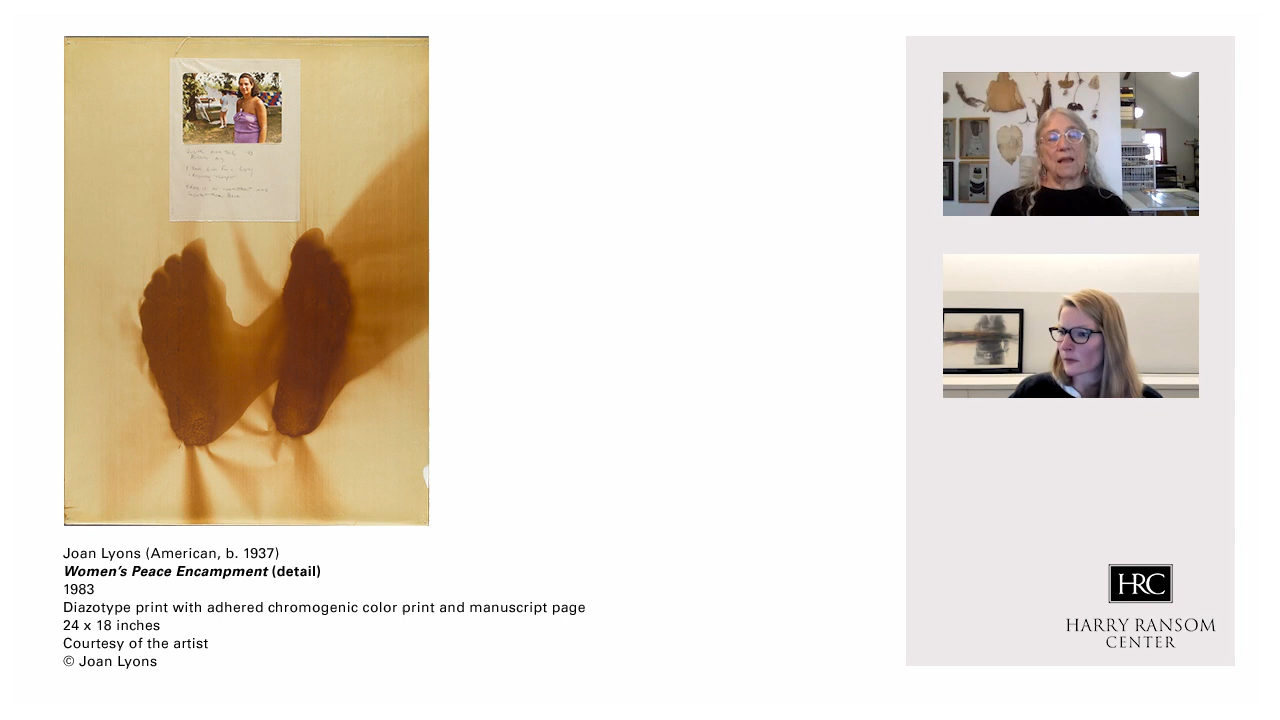 Joan Lyons (American, b. 1937)
Women's Peace Encampment (detail)
1983
Diazotype print with adhered chromogenic color print and manuscript page
24 x 18 inches
Courtesy of the artist
© Joan Lyons
HRC
HARRY RANSOM
CENTER